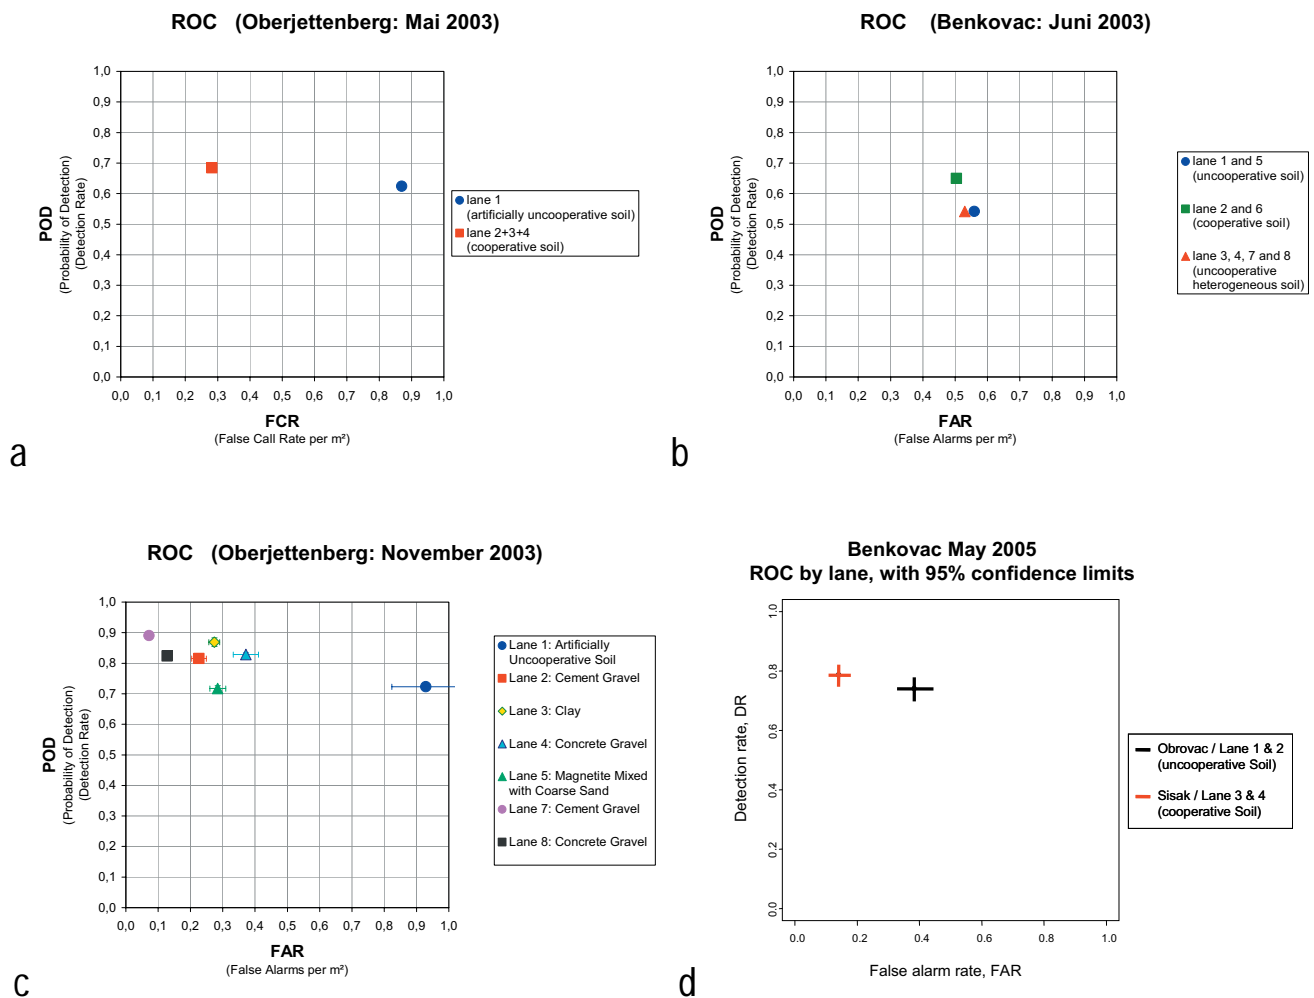 ROC (Oberjettenberg: Mai 2003)
1,0
0,9
0,8
0,7
0,6
0,5
0,4
0,3
0,2
0,1
0,0
0,0 0,1 0,2 0,3 0,4 0,5 0,6 0,7 0,8 0,9 1,0
POD
(Probability of Detection)
(Detection Rate)
FCR
(False Call Rate per m²)
lane 1
(artificially uncooperative soil)
lane 2+3+4
(cooperative soil)
a
ROC (Benkovac: Juni 2003)
1,0
0,9
0,8
0,7
0,6
0,5
0,4
0,3
0,2
0,1
0,0
0,0 0,1 0,2 0,3 0,4 0,5 0,6 0,7 0,8 0,9 1,0
POD
(Probability of Detection)
(Detection Rate)
FAR
(False Alarms per m²)
lane 1 and 5
(uncooperative soil)
lane 2 and 6
(cooperative soil)
lane 3, 4, 7 and 8
(uncooperative
heterogeneous soil)
b
ROC (Oberjettenberg: November 2003)
1,0
0,9
0,8
0,7
0,6
0,5
0,4
0,3
0,2
0,1
0,0
0,0 0,1 0,2 0,3 0,4 0,5 0,6 0,7 0,8 0,9 1,0
POD
(Probability of Detection)
(Detection Rate)
FAR
(False Alarms per m²)
Lane 1: Artificially
Uncooperative Soil
Lane 2: Cement Gravel
Lane 3: Clay
Lane 4: Concrete Gravel
Lane 5: Magnetite Mixed
with Coarse Sand
Lane 7: Cement Gravel
Lane 8: Concrete Gravel
c
Benkovac May 2005
ROC by lane, with 95% confidence limits
1.0
0.8
0.6
0.4
0.2
0.0
0.0 0.2 0.4 0.6 0.8 1.0
Detection rate, DR
False alarm rate, FAR
Obrovac / Lane 1 & 2
(uncooperative Soil)
Sisak / Lane 3 & 4
(cooperative Soil)
d